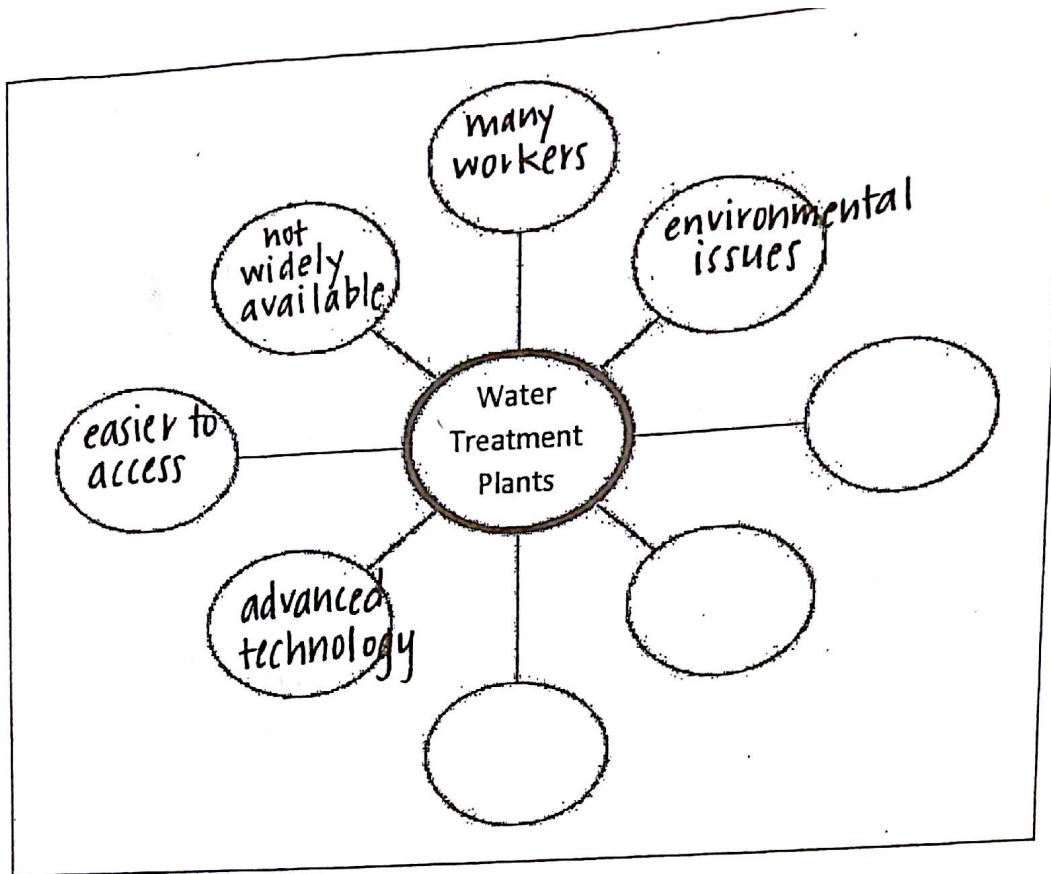 many
workers
environmental
issues
not
widely
available
easier to
access
Water
Treatment
Plants
advanced
technology